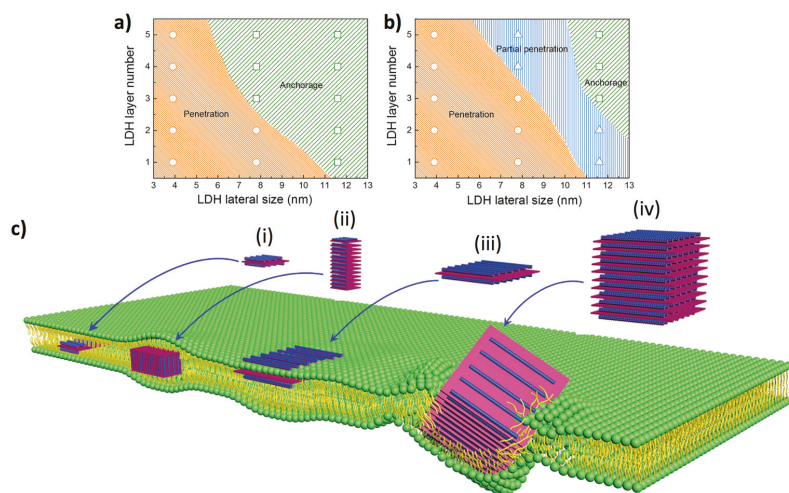 a)
LDH layer number
5
4
3
2
1
Anchorage
Penetration
3 4 5 6 7 8 9 10 11 12 13
LDH lateral size (nm)
b)
LDH layer number
5
4
3
2
1
Partial penetration
Anchorage
Penetration
3 4 5 6 7 8 9 10 11 12 13
LDH lateral size (nm)
c)
(i)
(ii)
(iii)
(iv)